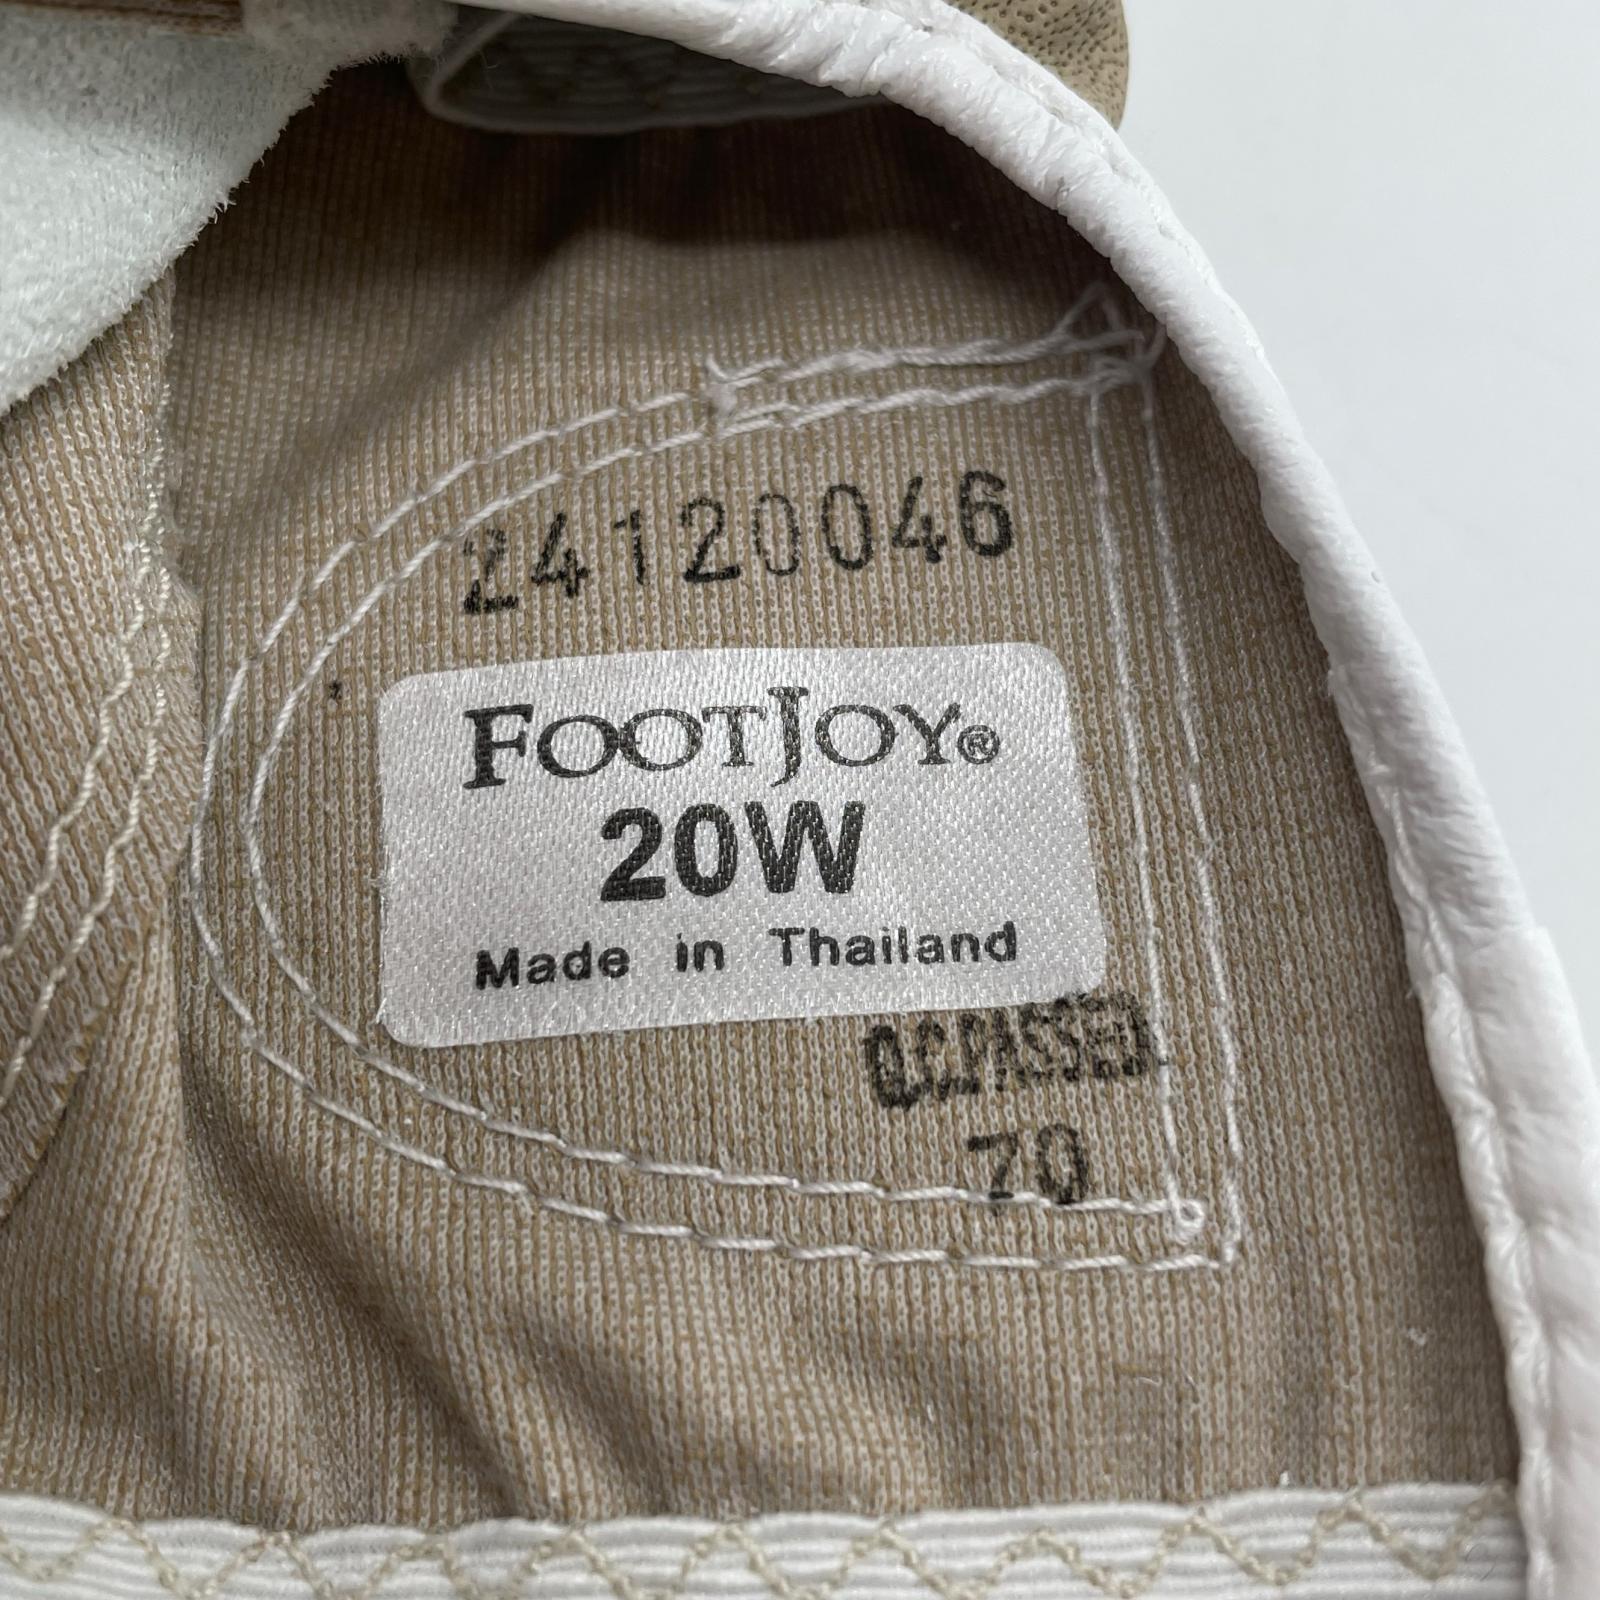 24120046
FOOTJOY®
20W
Made in Thailand
Q.C.PASSED
70